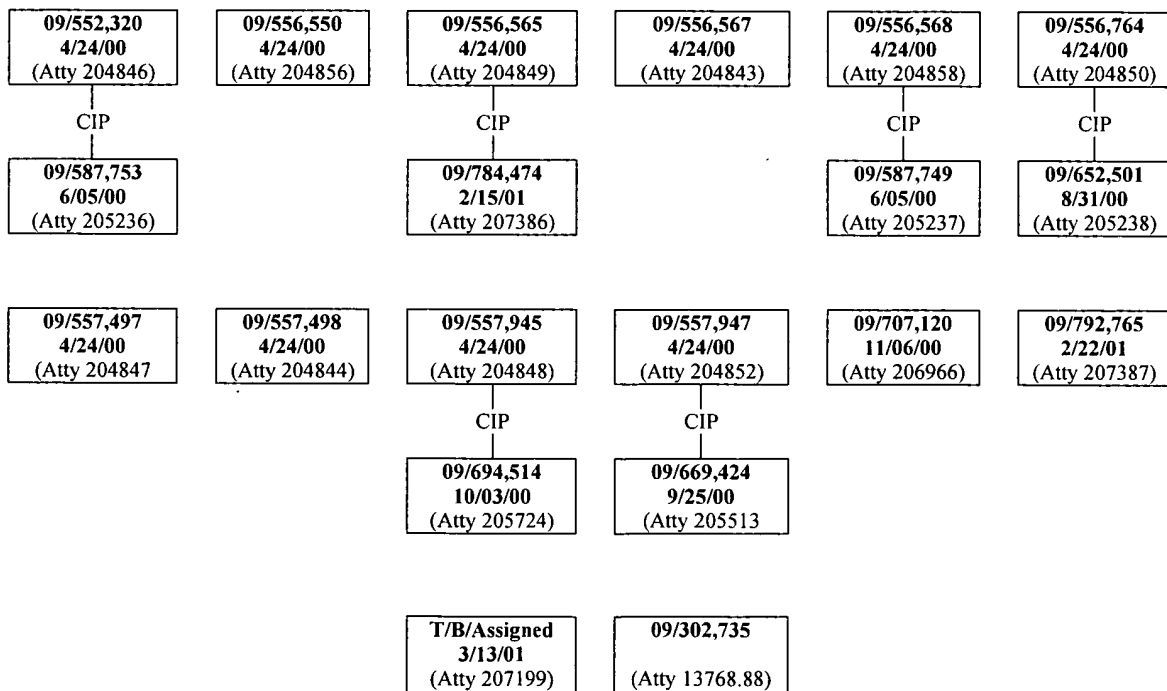 09/552,320
4/24/00
(Atty 204846)
09/556,550
4/24/00
(Atty 204856)
09/556,565
4/24/00
(Atty 204849)
09/556,567
4/24/00
(Atty 204843)
09/556,568
4/24/00
(Atty 204858)
09/556,764
4/24/00
(Atty 204850)
CIP
CIP
CIP
CIP
09/587,753
6/05/00
(Atty 205236)
09/784,474
2/15/01
(Atty 207386)
09/587,749
6/05/00
(Atty 205237)
09/652,501
8/31/00
(Atty 205238)
09/557,497
4/24/00
(Atty 204847
09/557,498
4/24/00
(Atty 204844)
09/557,945
4/24/00
(Atty 204848)
09/557,947
4/24/00
(Atty 204852)
09/707,120
11/06/00
(Atty 206966)
09/792,765
2/22/01
(Atty 207387)
CIP
CIP
09/694,514
10/03/00
(Atty 205724)
09/669,424
9/25/00
(Atty 205513
T/B/Assigned
3/13/01
(Atty 207199)
09/302,735
(Atty 13768.88)